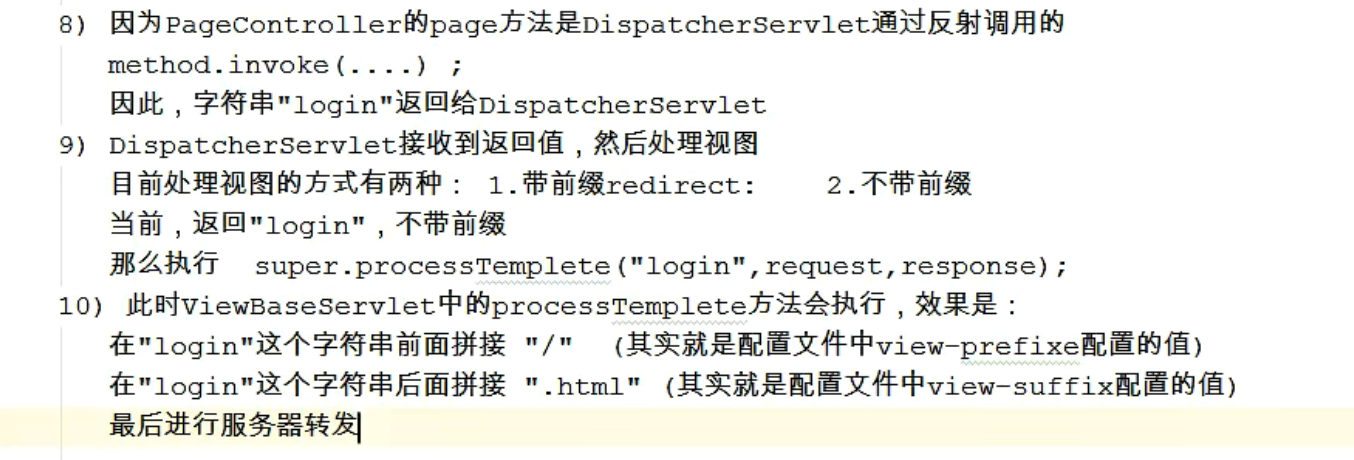 8) 因为PageController的page方法是DispatcherServlet通过反射调用的
method.invoke(....) ;
因此，字符串"login"返回给DispatcherServlet
9) DispatcherServlet接收到返回值，然后处理视图
目前处理视图的方式有两种： 1.带前缀redirect:    2.不带前缀
当前，返回"login"，不带前缀
那么执行  super.processTemplete("login",request,response);
10) 此时ViewBaseServlet中的processTemplete方法会执行，效果是：
在"login"这个字符串前面拼接 "/"  (其实就是配置文件中view-prefixe配置的值)
在"login"这个字符串后面拼接 ".html" (其实就是配置文件中view-suffix配置的值)
最后进行服务器转发